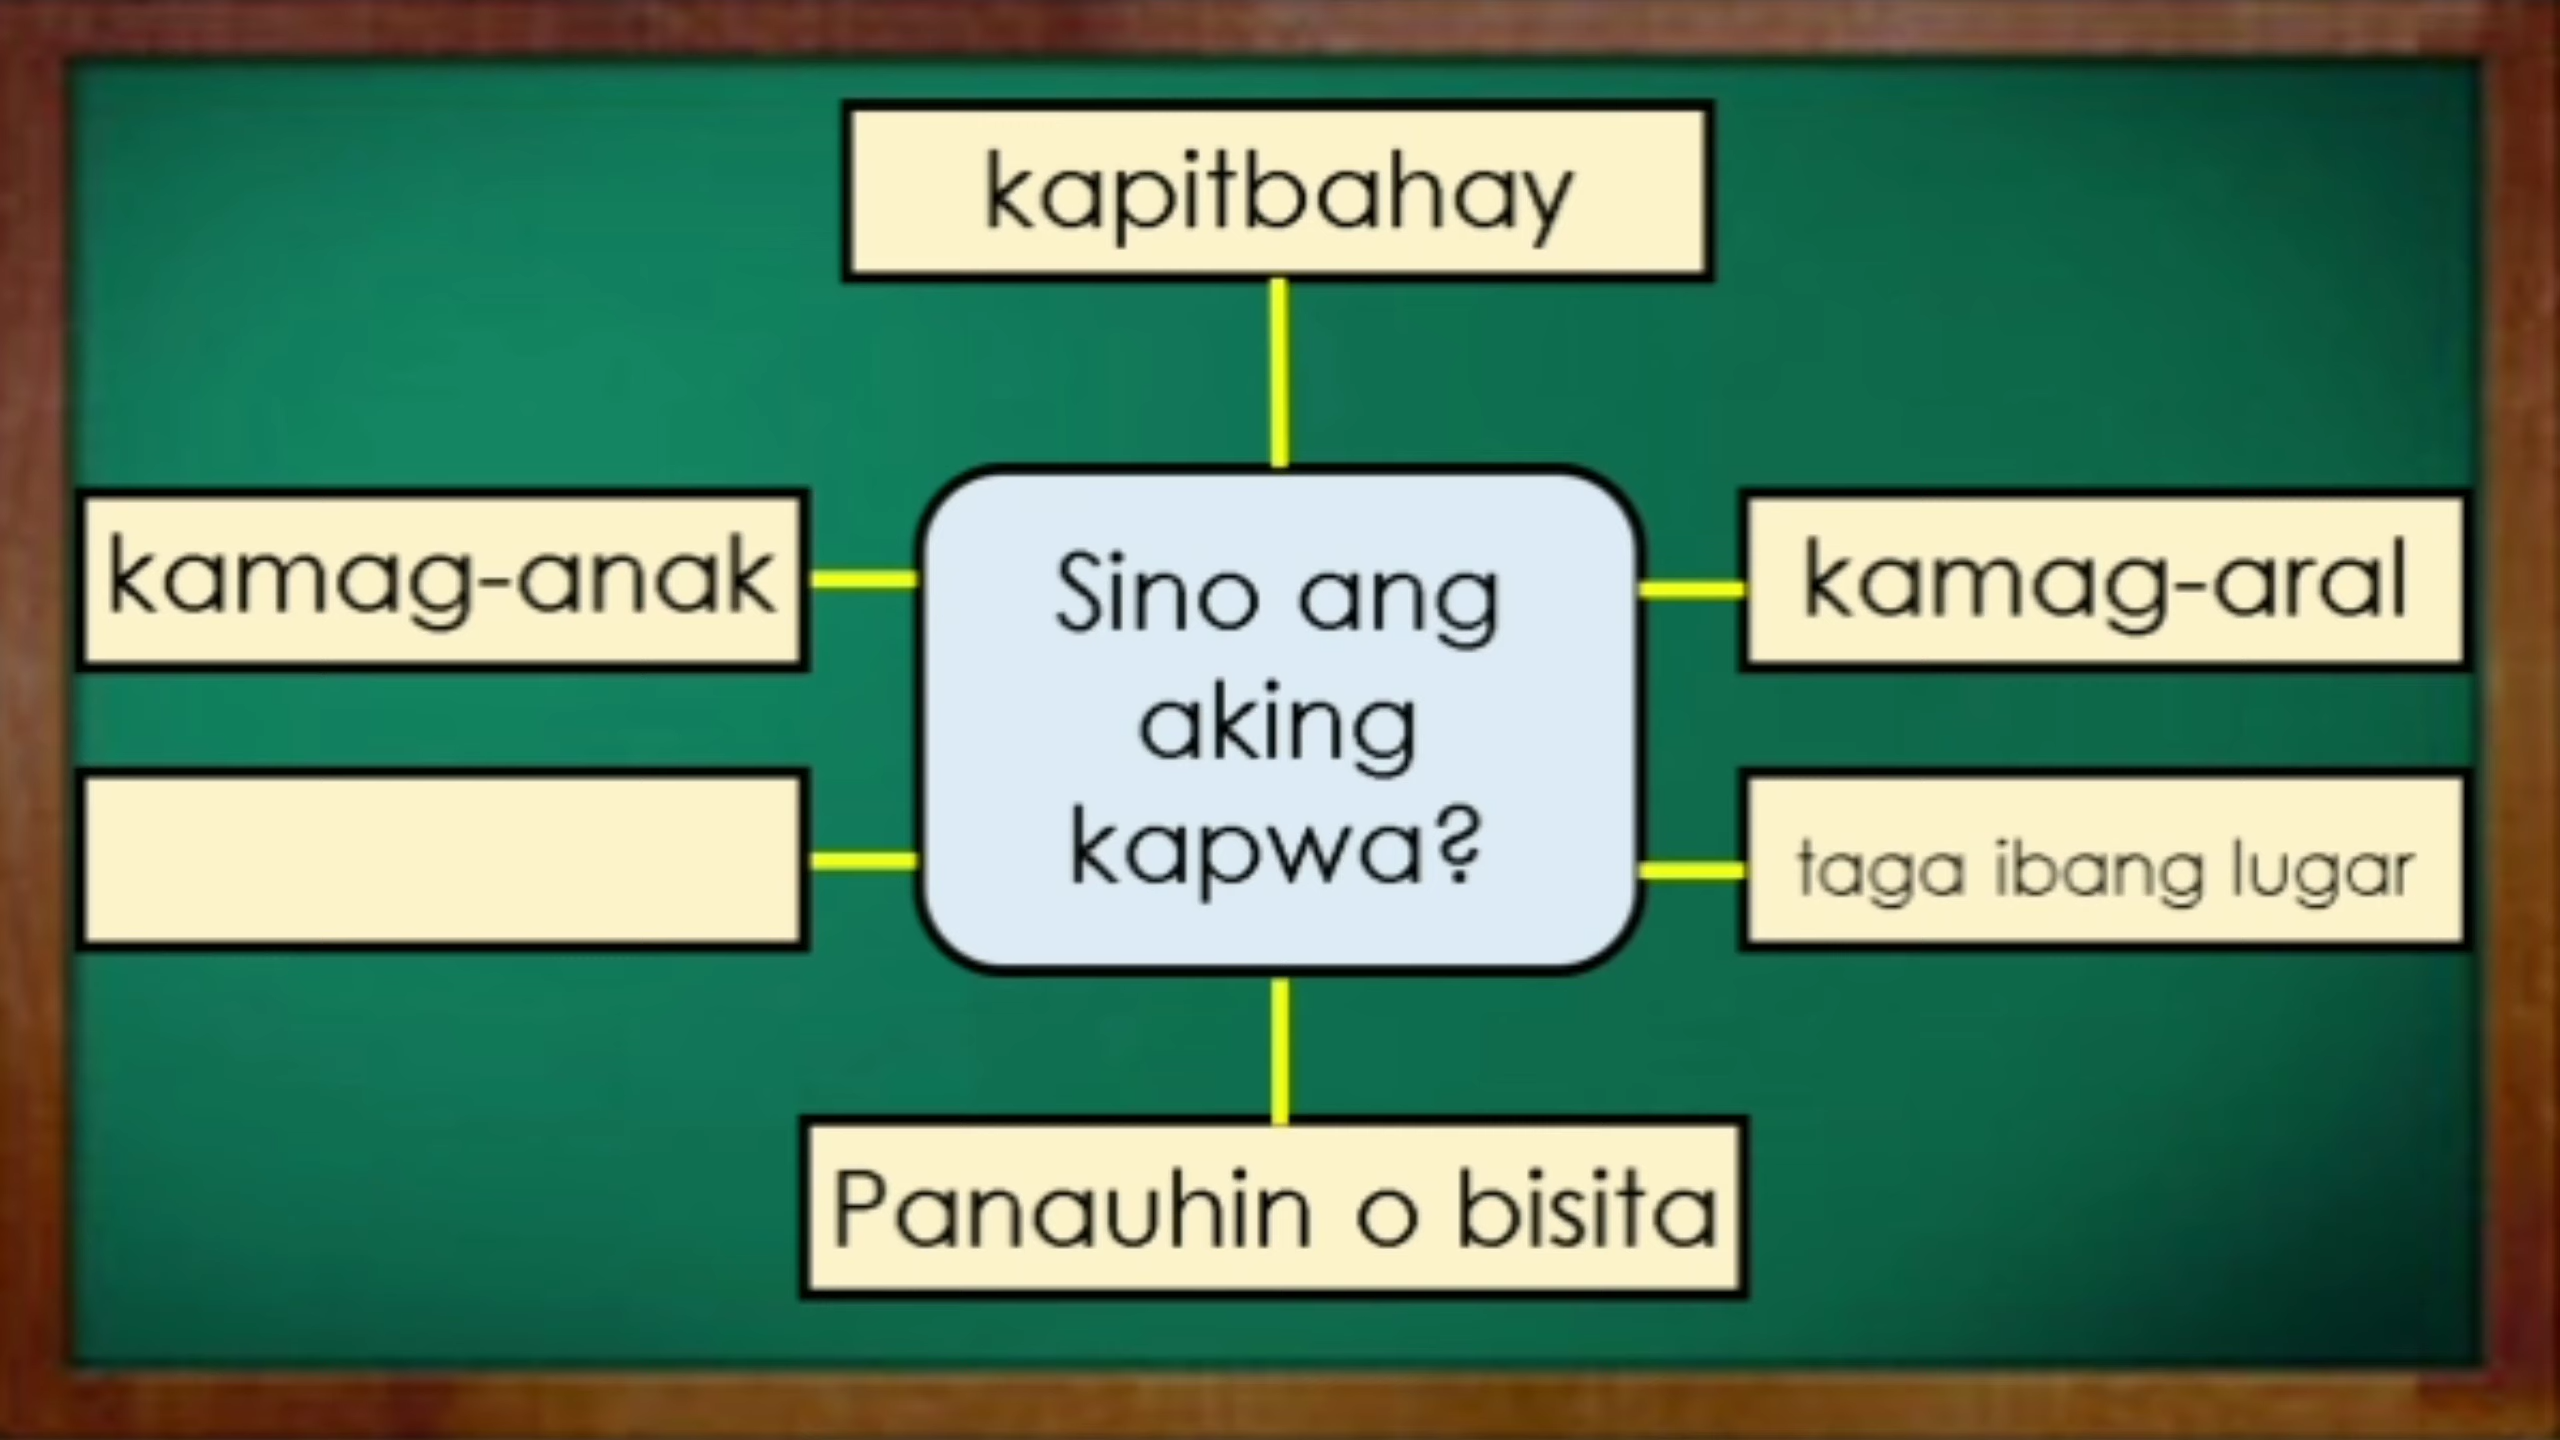 kapitbahay
kamag-anak
Sino ang
aking
kapwa?
kamag-aral
taga ibang lugar
Panauhin o bisita